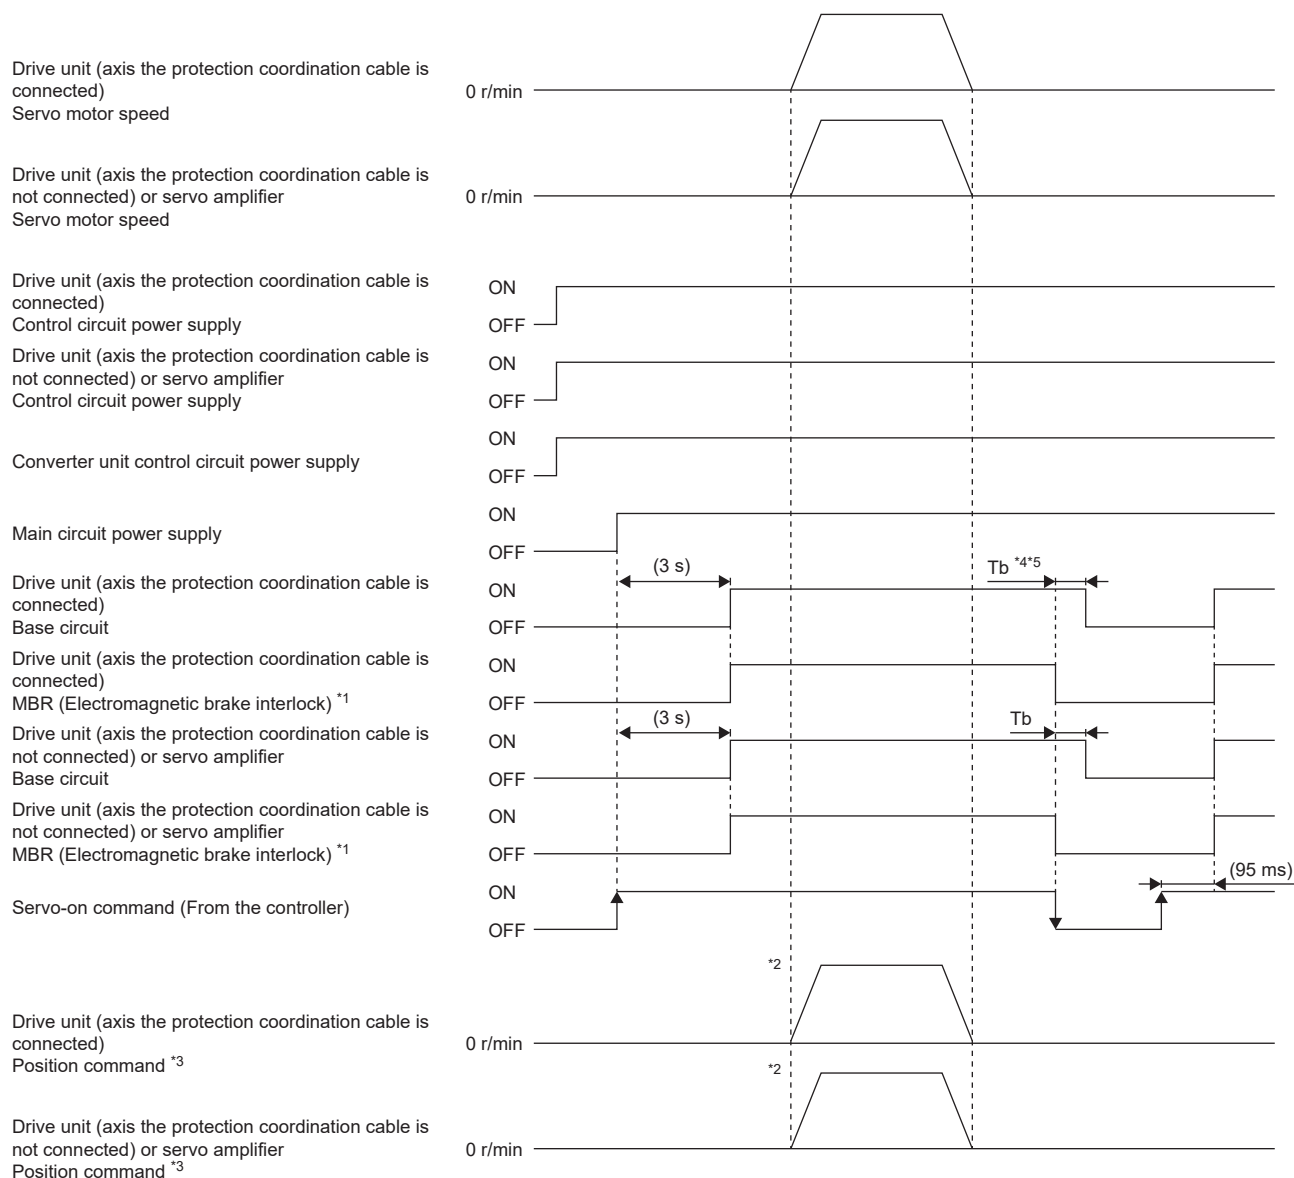 Drive unit (axis the protection coordination cable is
connected)
Servo motor speed
0 r/min
Drive unit (axis the protection coordination cable is
not connected) or servo amplifier
Servo motor speed
0 r/min
Drive unit (axis the protection coordination cable is
connected)
Control circuit power supply
ON
OFF
Drive unit (axis the protection coordination cable is
not connected) or servo amplifier
Control circuit power supply
ON
OFF
Converter unit control circuit power supply
ON
OFF
Main circuit power supply
ON
OFF
Drive unit (axis the protection coordination cable is
connected)
Base circuit
ON
OFF
(3 s)
Tb *4*5
Drive unit (axis the protection coordination cable is
connected)
MBR (Electromagnetic brake interlock) *1
ON
OFF
Drive unit (axis the protection coordination cable is
not connected) or servo amplifier
Base circuit
ON
OFF
(3 s)
Tb
Drive unit (axis the protection coordination cable is
not connected) or servo amplifier
MBR (Electromagnetic brake interlock) *1
ON
OFF
Servo-on command (From the controller)
ON
OFF
(95 ms)
Drive unit (axis the protection coordination cable is
connected)
Position command *3
0 r/min
*2
Drive unit (axis the protection coordination cable is
not connected) or servo amplifier
Position command *3
0 r/min
*2